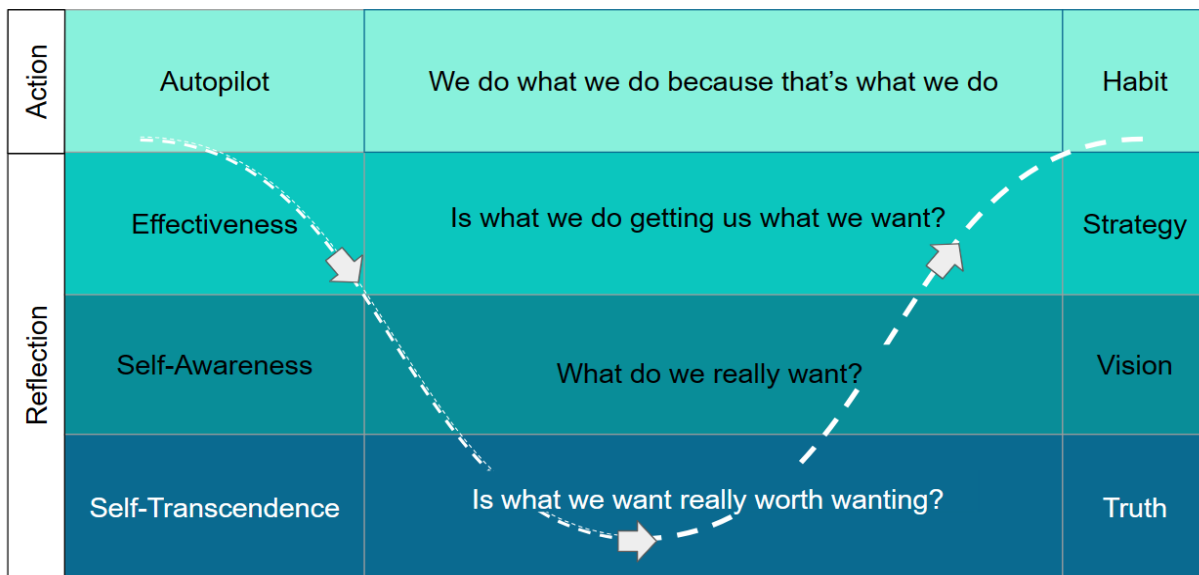 Action
Autopilot
We do what we do because that’s what we do
Habit
Reflection
Effectiveness
Is what we do getting us what we want?
Strategy
Self-Awareness
What do we really want?
Vision
Self-Transcendence
Is what we want really worth wanting?
Truth